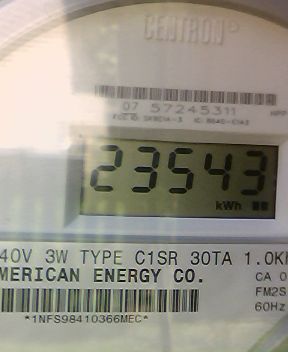 CENTRON®
07 57245311
23543
kWh
40V 3W TYPE C1SR 30TA 1.0K
MERICAN ENERGY CO.
CA 0
FM2S
60Hz
*1NFS98410366MEC*